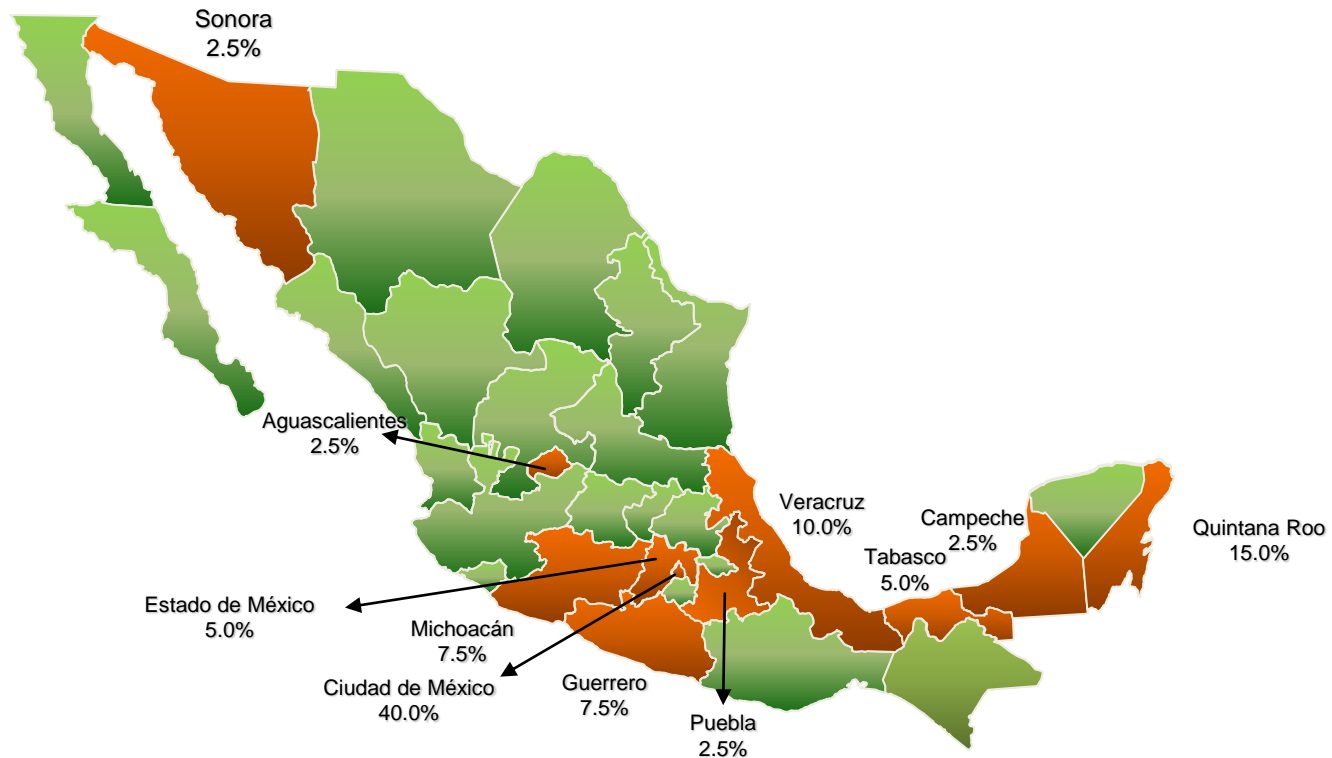 Sonora
2.5%
Aguascalientes
2.5%
Veracruz
10.0%
Campeche
2.5%
Quintana Roo
15.0%
Tabasco
5.0%
Estado de México
5.0%
Michoacán
7.5%
Ciudad de México
40.0%
Guerrero
7.5%
Puebla
2.5%